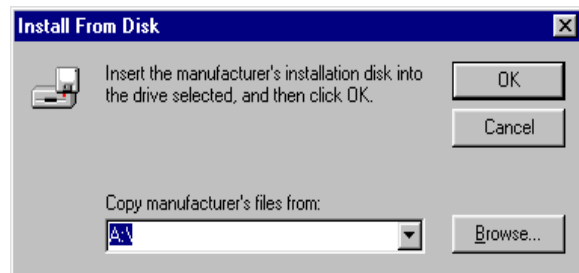 Install From Disk
Insert the manufacturer's installation disk into
the drive selected, and then click OK.
OK
Cancel
Copy manufacturer's files from:
A:\
Browse...